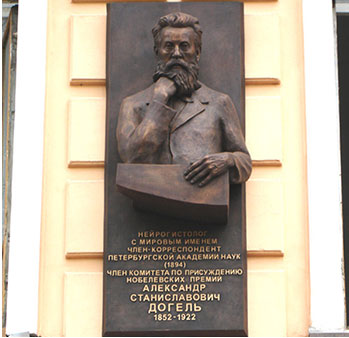 НЕЙРОГИСТОЛОГ
С МИРОВЫМ ИМЕНЕМ
ЧЛЕН-КОРРЕСПОНДЕНТ
ПЕТЕРБУРГСКОЙ АКАДЕМИИ НАУК
(1894)
ЧЛЕН КОМИТЕТА ПО ПРИСУЖДЕНИЮ
НОБЕЛЕВСКИХ ПРЕМИЙ
АЛЕКСАНДР
СТАНИСЛАВОВИЧ
ДОГЕЛЬ
1852-1922